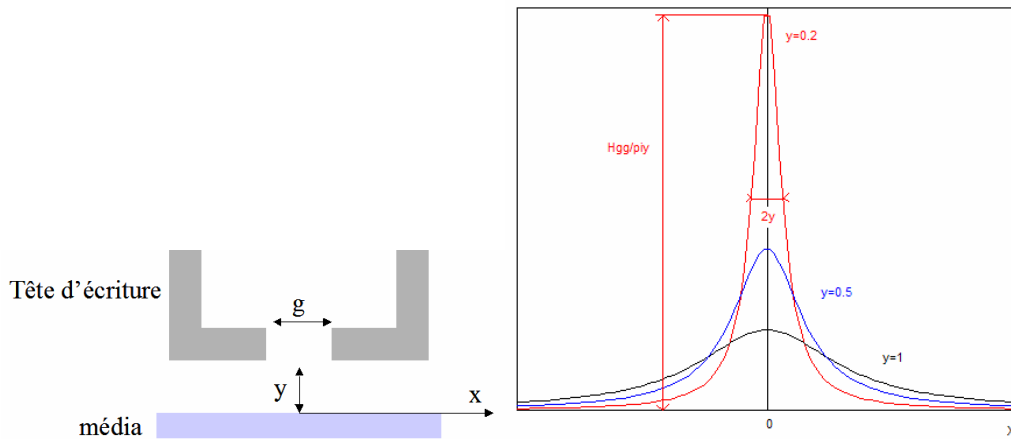 Tête d'écriture
g
y
x
média
y=0.2
Hgg/piy
2y
y=0.5
y=1
0
x